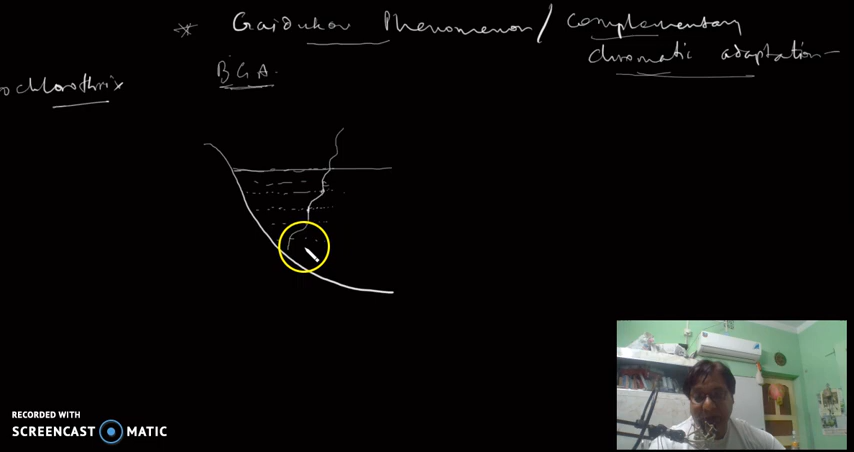 * Gaidukov Phenomenon / Complementary
chromatic adaptation-
ochlorothrix
BGA.
RECORDED WITH
SCREENCAST MATIC